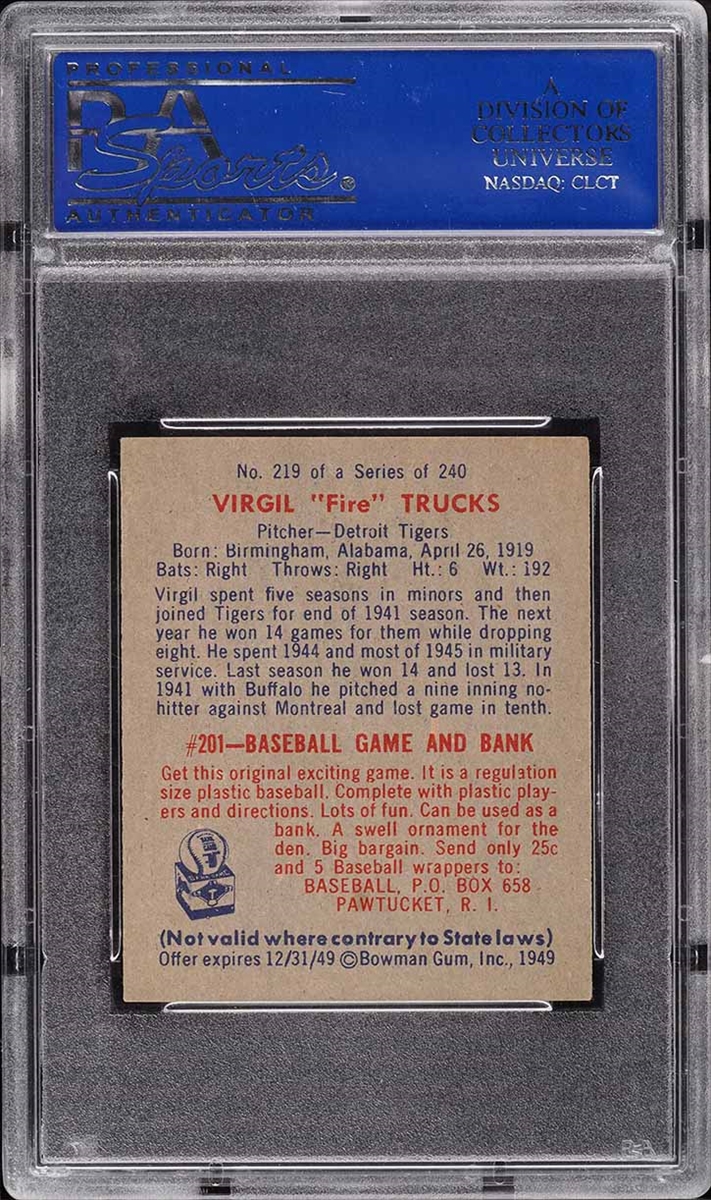 PROFESSIONAL
PSA
Sports®
AUTHENTICATOR
A
DIVISION OF
COLLECTORS
UNIVERSE
NASDAQ: CLCT
No. 219 of a Series of 240
VIRGIL "Fire" TRUCKS
Pitcher—Detroit Tigers
Born: Birmingham, Alabama, April 26, 1919
Bats: Right Throws: Right Ht.: 6 Wt.: 192
Virgil spent five seasons in minors and then
joined Tigers for end of 1941 season. The next
year he won 14 games for them while dropping
eight. He spent 1944 and most of 1945 in military
service. Last season he won 14 and lost 13. In
1941 with Buffalo he pitched a nine inning no-
hitter against Montreal and lost game in tenth.
#201—BASEBALL GAME AND BANK
Get this original exciting game. It is a regulation
size plastic baseball. Complete with plastic play-
ers and directions. Lots of fun. Can be used as a
bank. A swell ornament for the
den. Big bargain. Send only 25c
and 5 Baseball wrappers to:
BASEBALL, P.O. BOX 658
PAWTUCKET, R. I.
(Not valid where contrary to State laws)
Offer expires 12/31/49 ©Bowman Gum, Inc., 1949
PSA